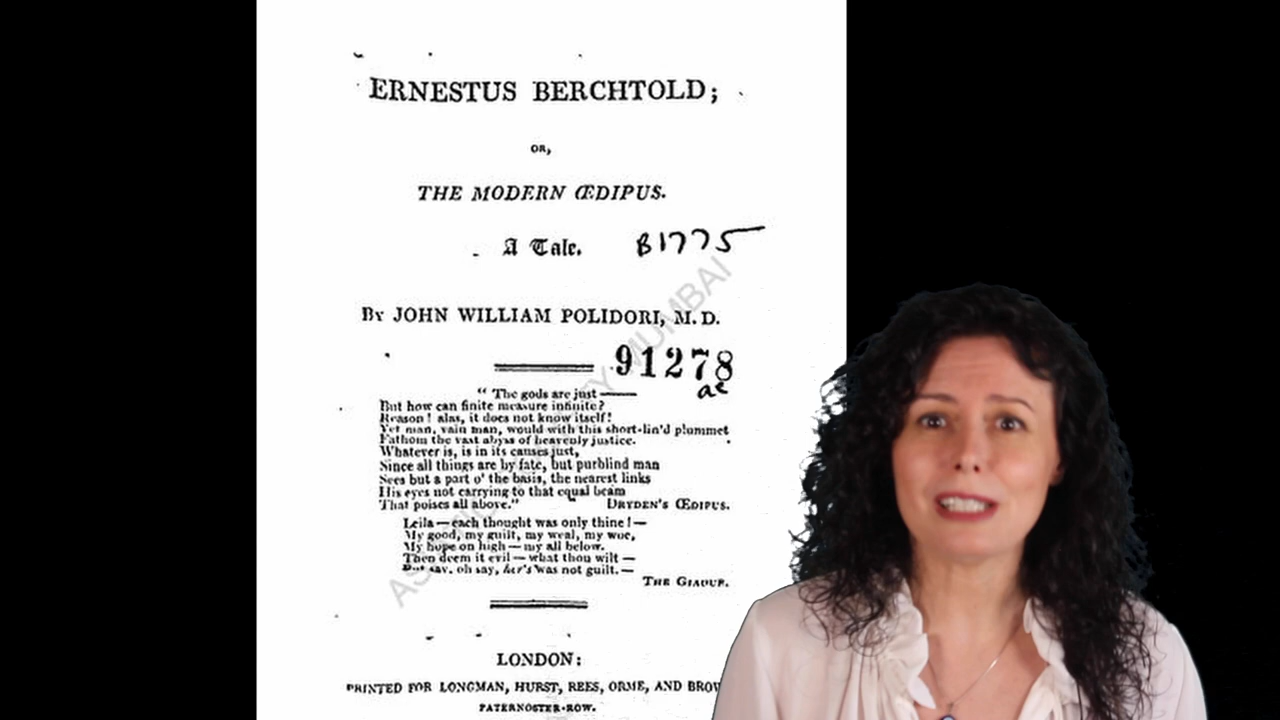 ERNESTUS BERCHTOLD;
OR,
THE MODERN ŒDIPUS.
A Tale.
B1775
BY JOHN WILLIAM POLIDORI, M.D.
91278
ae
“ The gods are just ——
But how can finite measure infinite?
Reason! alas, it does not know itself!
Yet man, vain man, would with this short-lin'd plummet
Fathom the vast abyss of heavenly justice.
Whatever is, is in its causes just,
Since all things are by fate, but purblind man
Sees but a part o' the basis, the nearest links
His eyes not carrying to that equal beam
That poises all above.” DRYDEN'S ŒDIPUS.
Leila — each thought was only thine! —
My good, my guilt, my weal, my woe,
My hope on high — my all below.
Then deem it evil — what thou wilt —
But say, oh say, her's was not guilt. —
THE GIAOUR.
LONDON:
PRINTED FOR LONGMAN, HURST, REES, ORME, AND BROW
PATERNOSTER-ROW.
MUMBAI